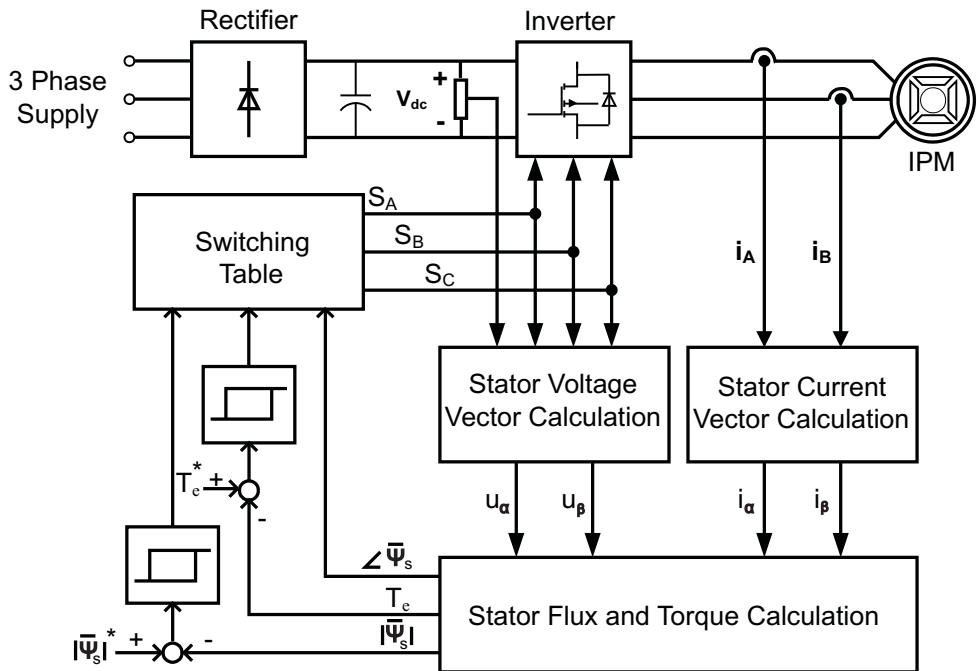 Rectifier
Inverter
3 Phase
Supply
+
V_dc
-
IPM
S_A
S_B
S_C
Switching
Table
i_A
i_B
Stator Voltage
Vector Calculation
Stator Current
Vector Calculation
T_e^* +
-
u_α
u_β
i_α
i_β
∠ψ̅_s
T_e
|ψ̅_s|
Stator Flux and Torque Calculation
|ψ̅_s|^* +
-